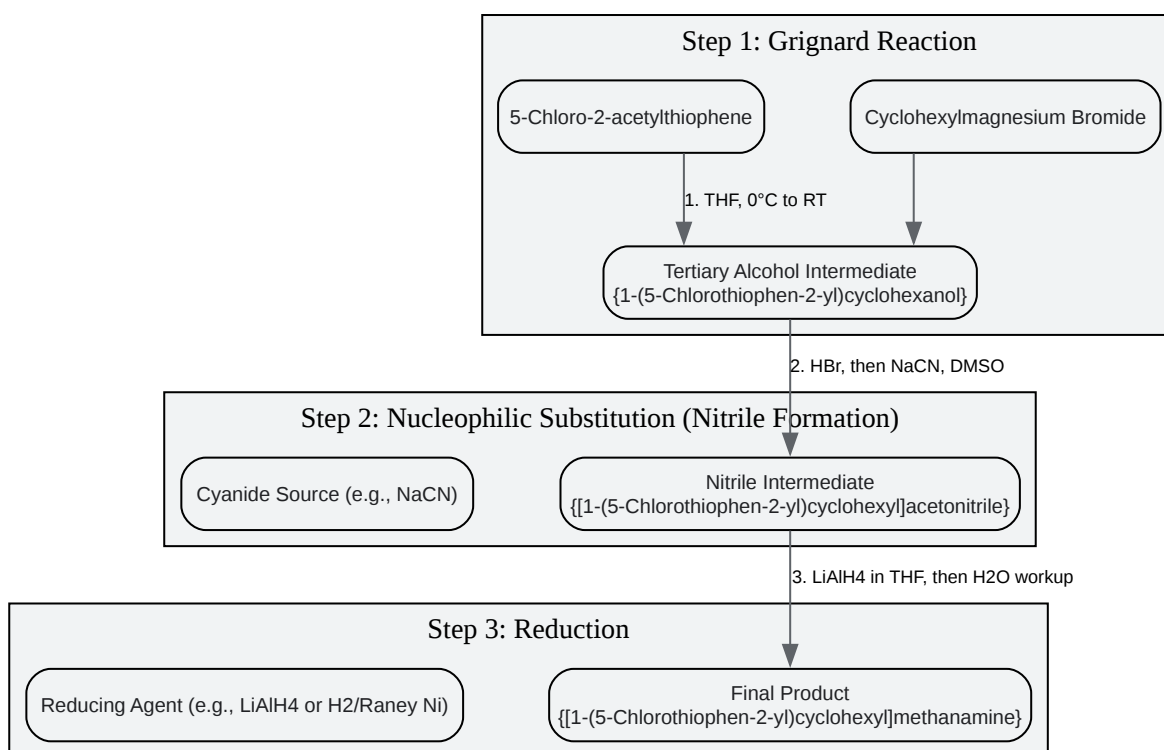 Step 1: Grignard Reaction
5-Chloro-2-acetylthiophene
Cyclohexylmagnesium Bromide
1. THF, 0°C to RT
Tertiary Alcohol Intermediate
{1-(5-Chlorothiophen-2-yl)cyclohexanol}
2. HBr, then NaCN, DMSO
Step 2: Nucleophilic Substitution (Nitrile Formation)
Cyanide Source (e.g., NaCN)
Nitrile Intermediate
{[1-(5-Chlorothiophen-2-yl)cyclohexyl]acetonitrile}
3. LiAlH4 in THF, then H2O workup
Step 3: Reduction
Reducing Agent (e.g., LiAlH4 or H2/Raney Ni)
Final Product
{[1-(5-Chlorothiophen-2-yl)cyclohexyl]methanamine}